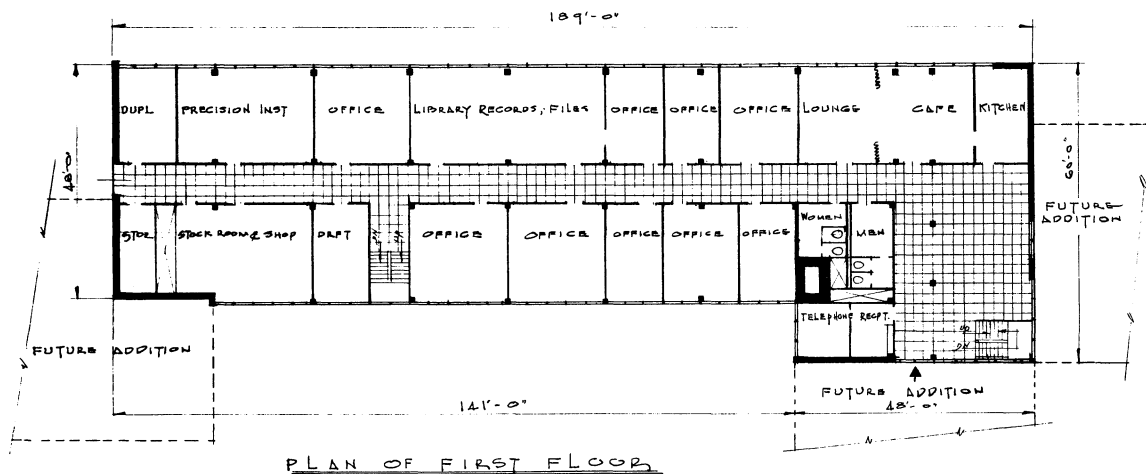 189'-0"
DUPL PRECISION INST OFFICE LIBRARY RECORDS, FILES OFFICE OFFICE OFFICE LOUNGE CAFE KITCHEN
48'-0"
60'-0"
FUTURE
ADDITION
STOR STOCK ROOM & SHOP DRFT DN UP OFFICE OFFICE OFFICE OFFICE OFFICE WOMEN MEN
TELEPHONE RECPT.
UP
DN
FUTURE ADDITION
FUTURE ADDITION
141'-0"
48'-0"
PLAN OF FIRST FLOOR